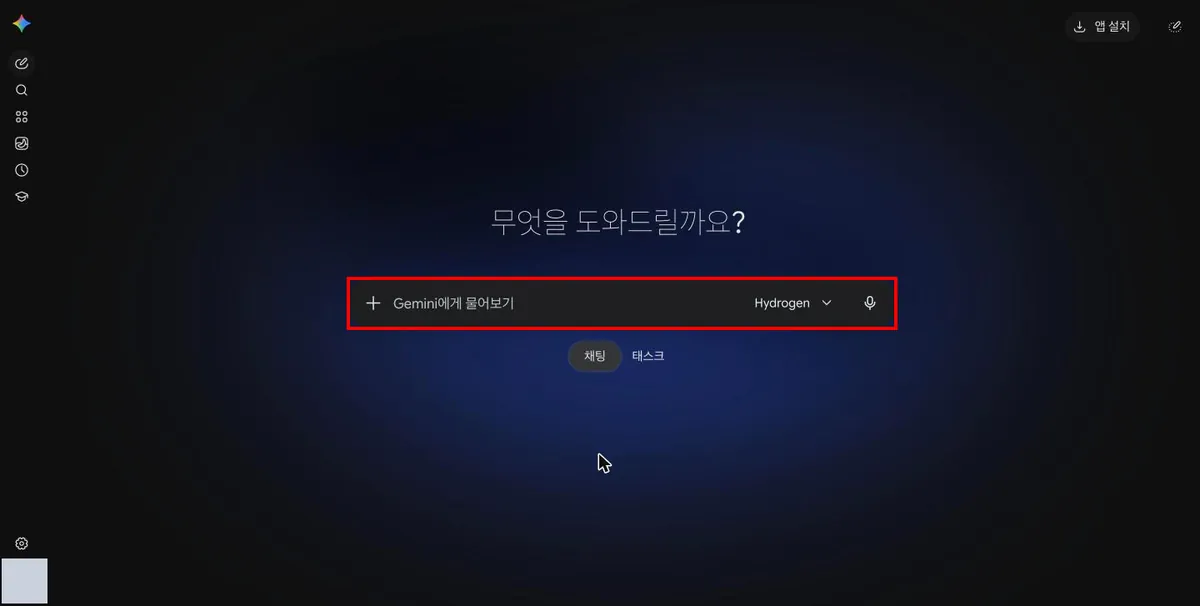 앱 설치
무엇을 도와드릴까요?
Gemini에게 물어보기
Hydrogen
채팅
태스크